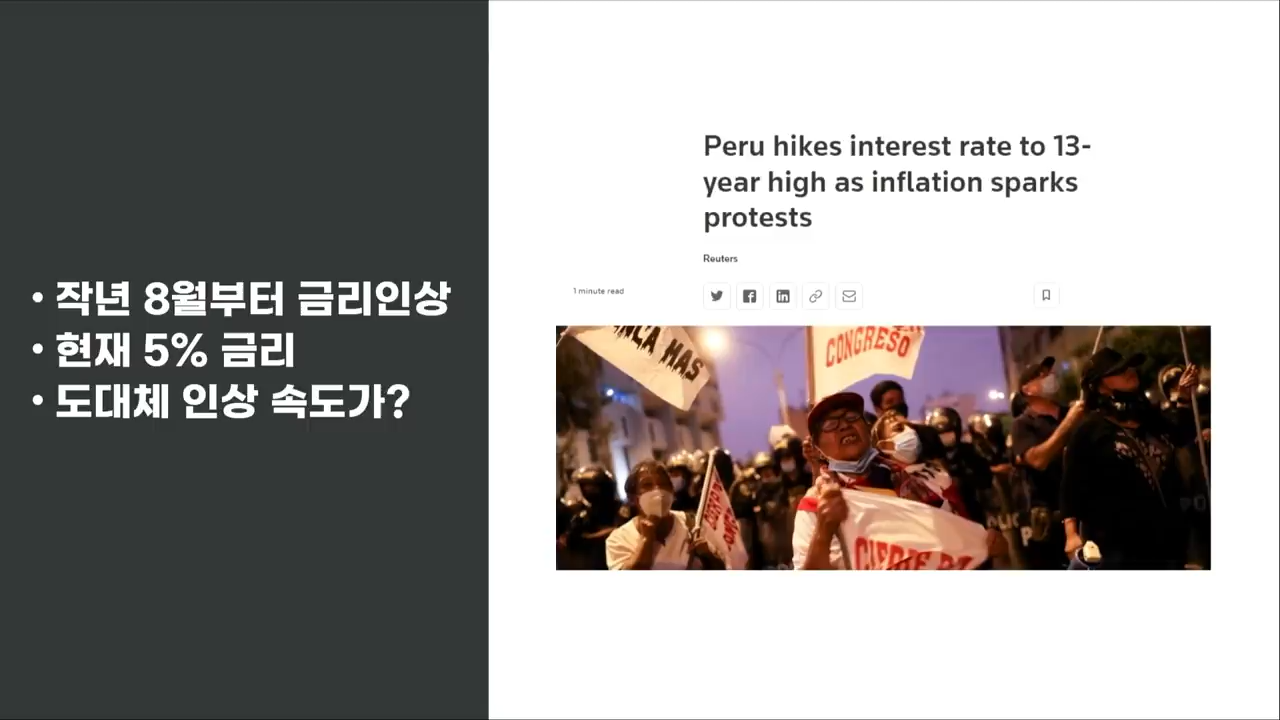 • 작년 8월부터 금리인상
• 현재 5% 금리
• 도대체 인상 속도가?
Peru hikes interest rate to 13-
year high as inflation sparks
protests
Reuters
1 minute read
NCA MAS
CONGRESO